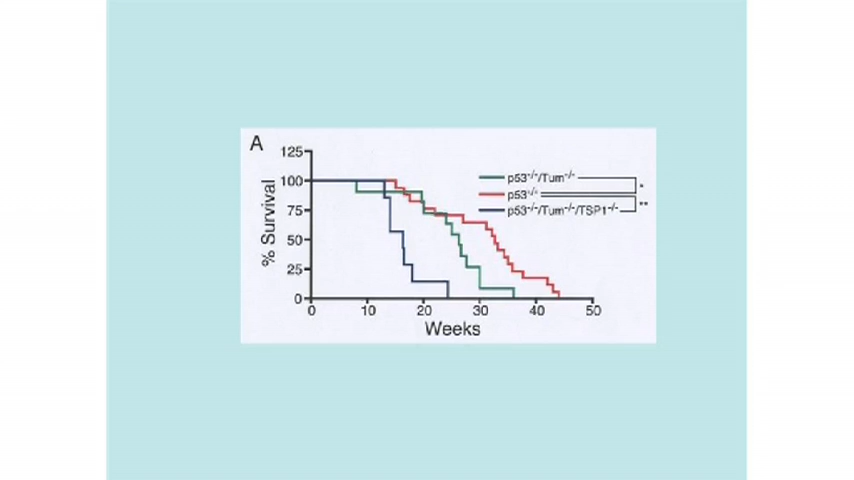 A
125
100
75
50
25
0
% Survival
0 10 20 30 40 50
Weeks
p53-/-/Tum-/- *
p53-/-
p53-/-/Tum-/-/TSP1-/- **